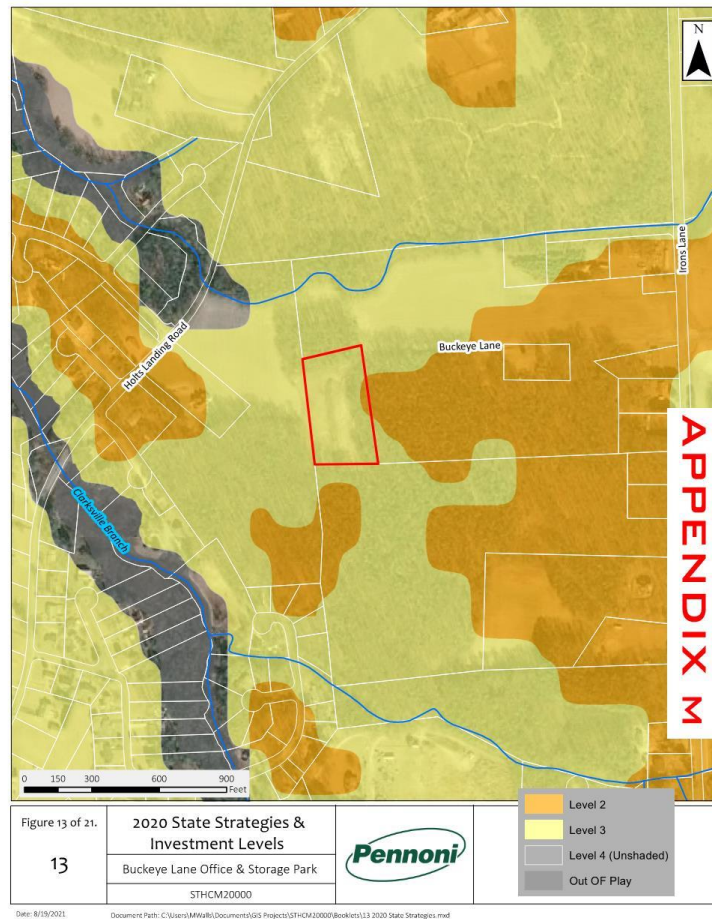 N
Irons Lane
Buckeye Lane
Holts Landing Road
Clarksville Branch
APPENDIX M
0 150 300 600 900
Feet
Figure 13 of 21.
13
2020 State Strategies &
Investment Levels
Buckeye Lane Office & Storage Park
STHCM20000
Pennoni
Level 2
Level 3
Level 4 (Unshaded)
Out OF Play
Date: 8/19/2021
Document Path: C:\Users\MWalls\Documents\GIS Projects\STHCM20000\Booklets\13 2020 State Strategies.mxd